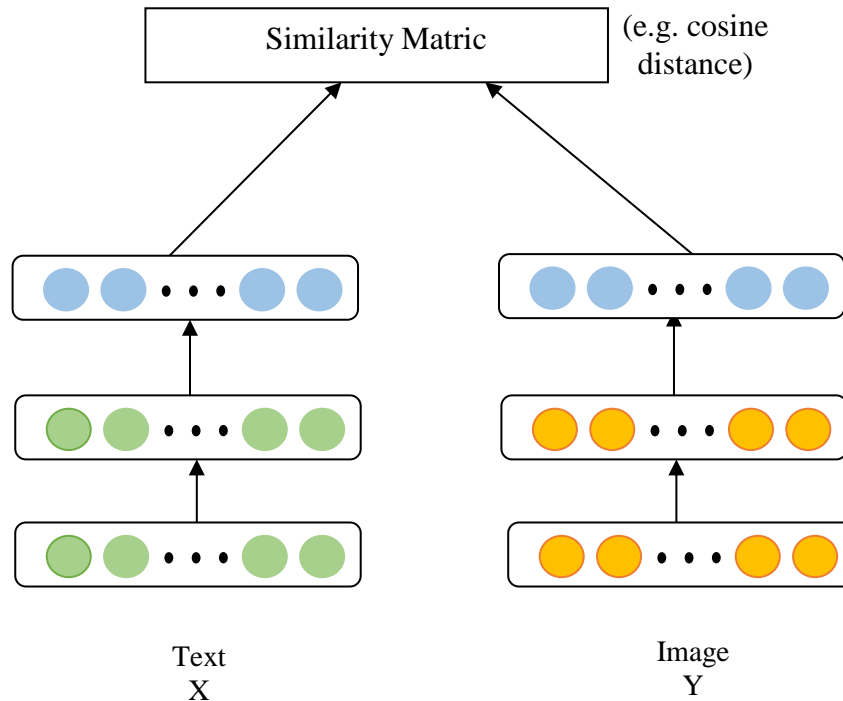 Similarity Matric
(e.g. cosine
distance)
Text
X
Image
Y